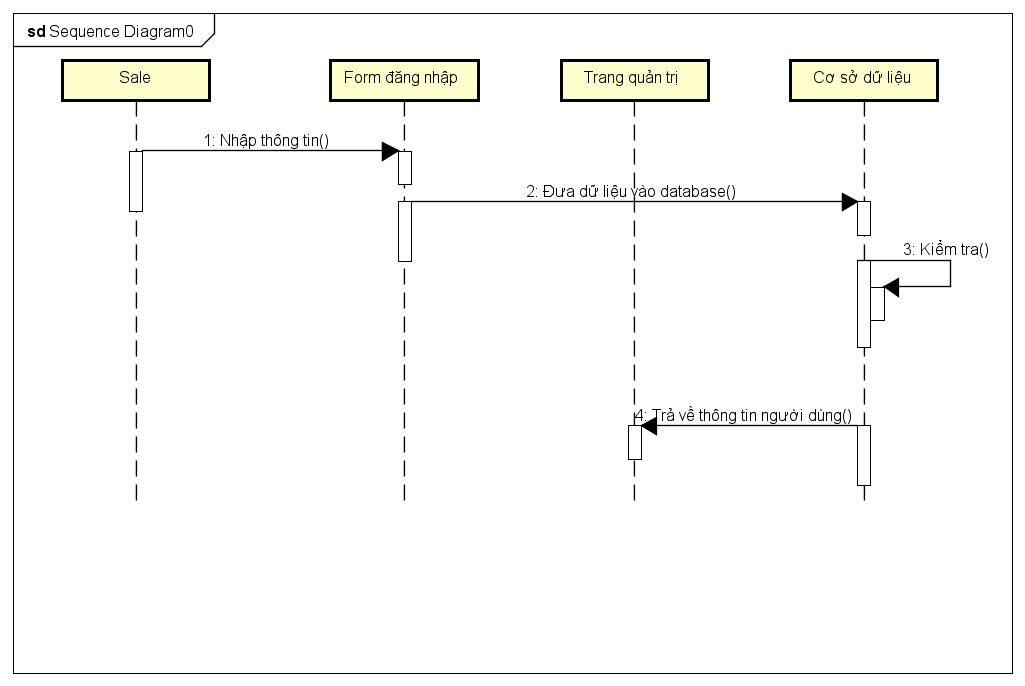 sd Sequence Diagram0
Sale
Form đăng nhập
Trang quản trị
Cơ sở dữ liệu
1: Nhập thông tin()
2: Đưa dữ liệu vào database()
3: Kiểm tra()
4: Trả về thông tin người dùng()